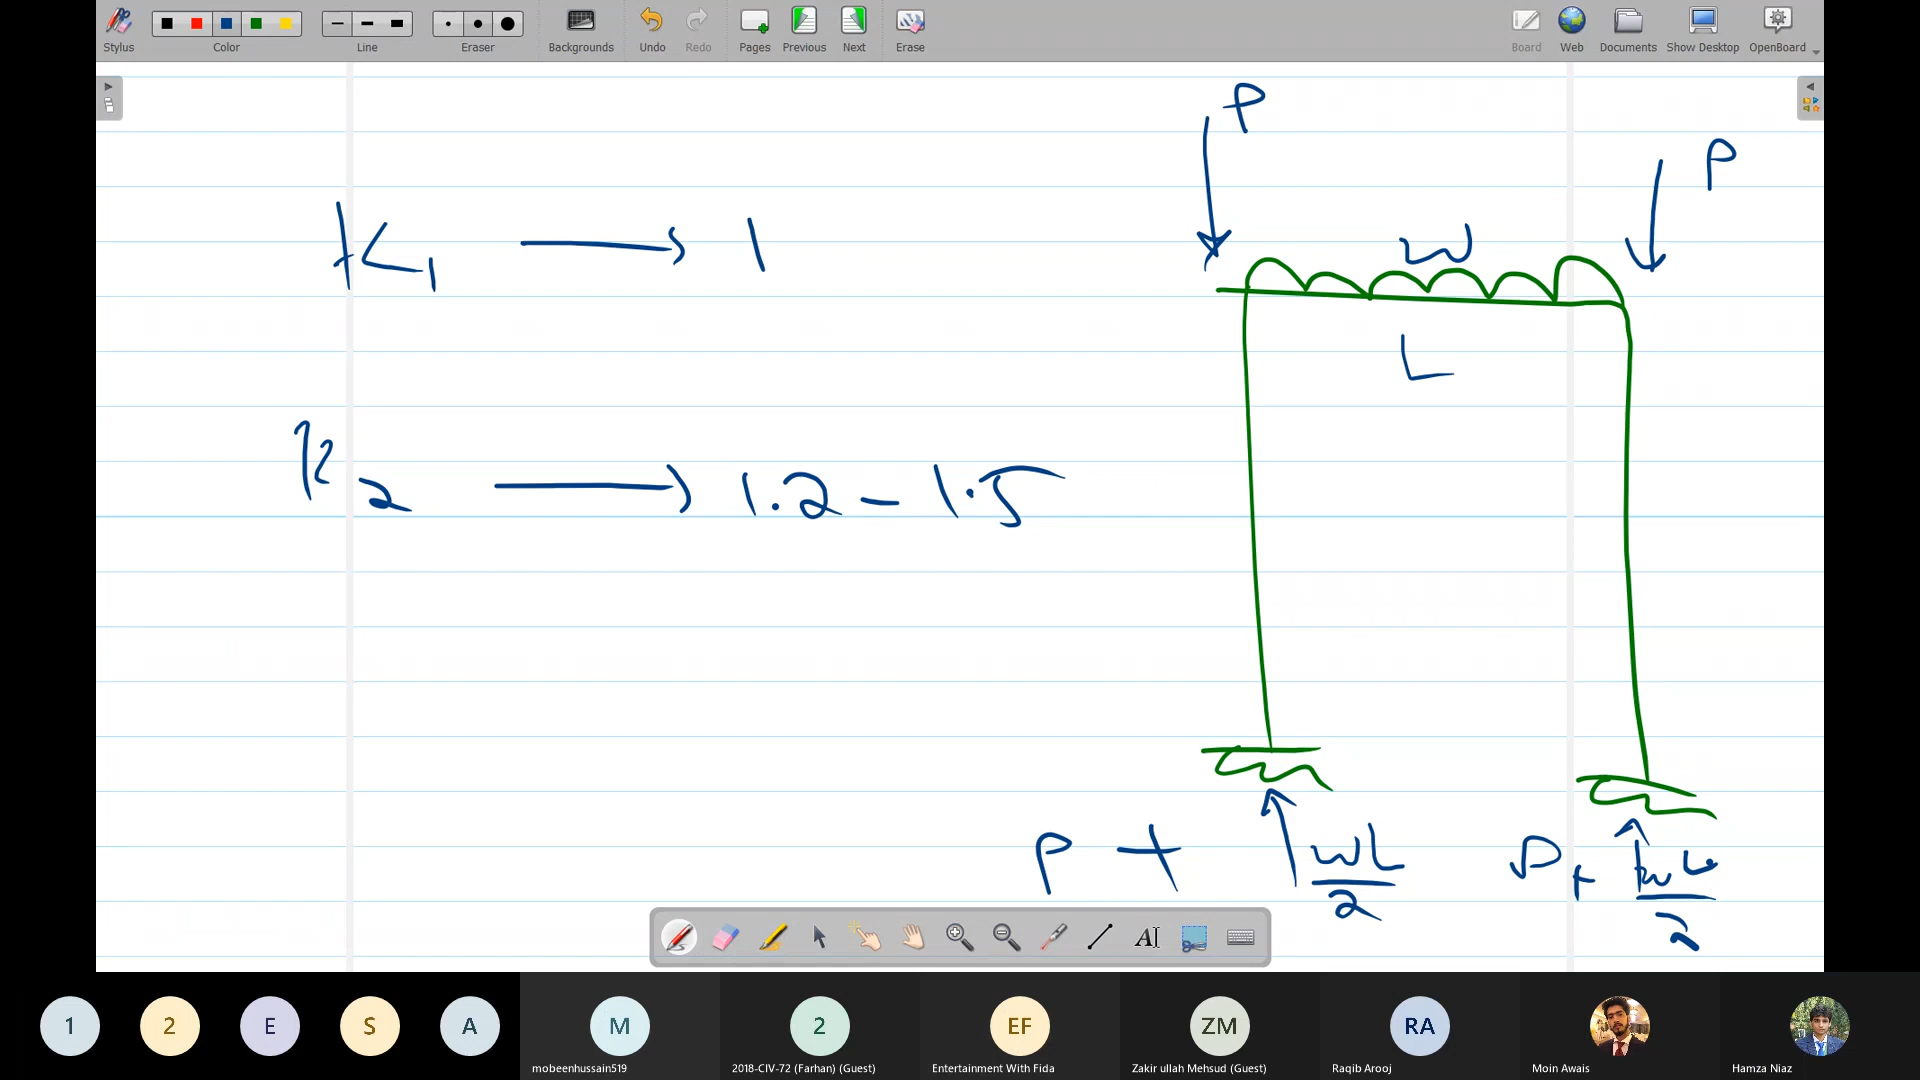 Stylus
Color
Line
Eraser
Backgrounds
Undo
Redo
Pages
Previous
Next
Erase
Board
Web
Documents
Show Desktop
OpenBoard
P
P
K1 → 1
W
L
K2 → 1.2 - 1.5
P + WL/2
P + WL/2
AI
1
2
E
S
A
M
2
EF
ZM
RA
mobeenhussain519
2018-CIV-72 (Farhan) (Guest)
Entertainment With Fida
Zakir ullah Mehsud (Guest)
Raqib Arooj
Moin Awais
Hamza Niaz